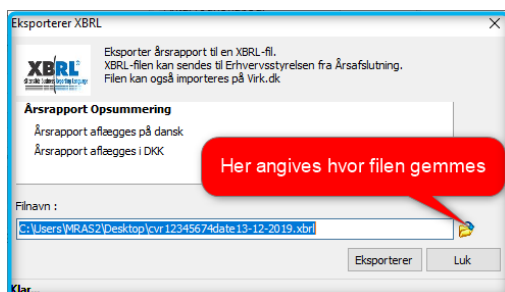 Eksporterer XBRL
XBRL
Eksporter årsrapport til en XBRL-fil.
XBRL-filen kan sendes til Erhvervsstyrelsen fra Årsafslutning.
Filen kan også importeres på Virk.dk
Årsrapport Opsummering
Årsrapport aflægges på dansk
Årsrapport aflægges i DKK
Her angives hvor filen gemmes
Filnavn :
C:\Users\MRAS2\Desktop\cvr12345674date13-12-2019.xbrl
Eksporterer
Luk
Klar...